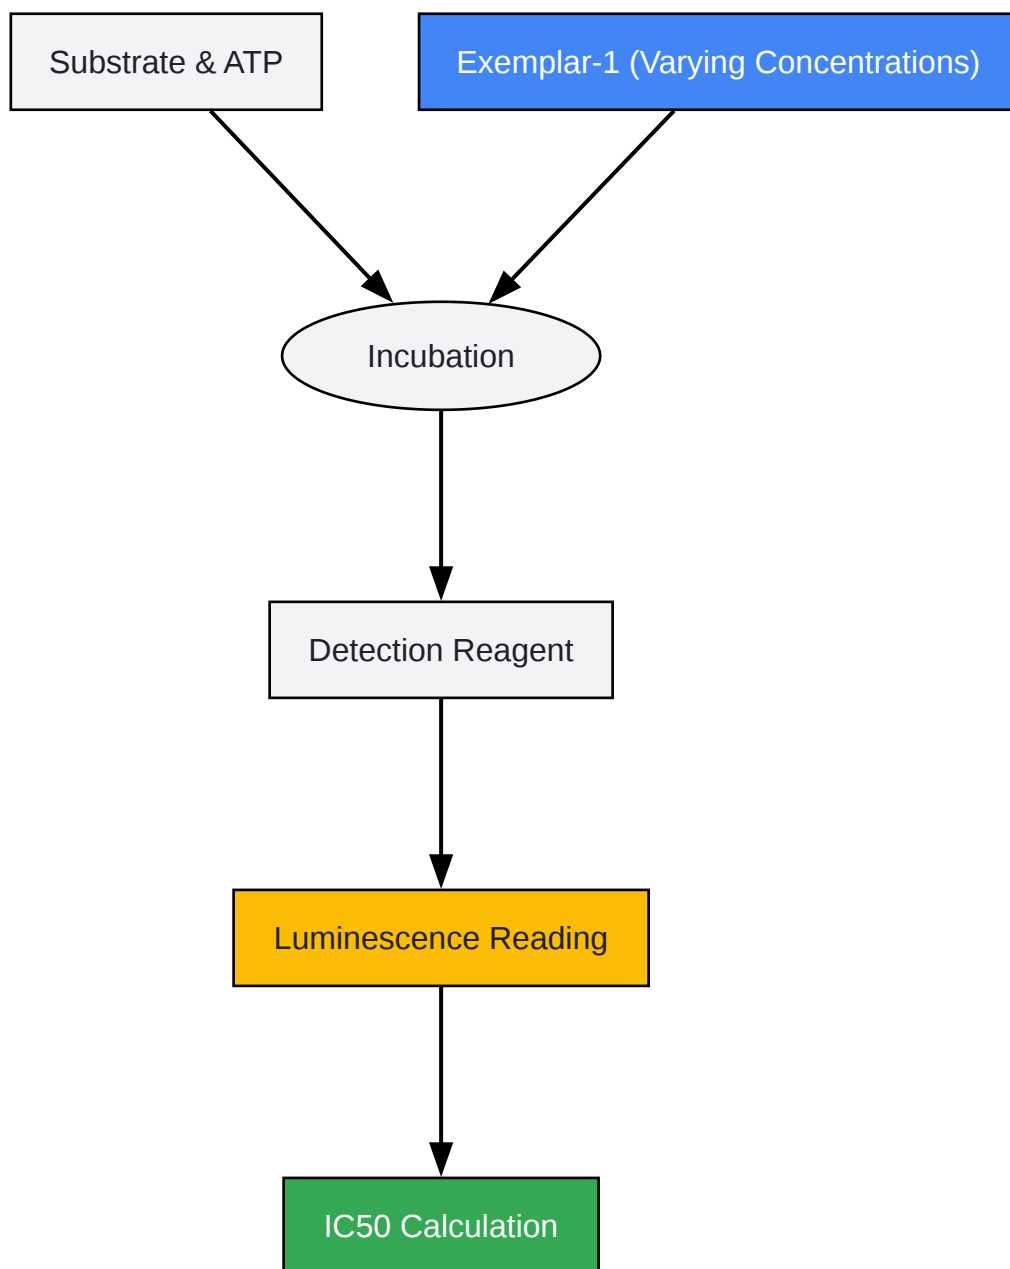 Substrate & ATP
Exemplar-1 (Varying Concentrations)
Incubation
Detection Reagent
Luminescence Reading
IC50 Calculation